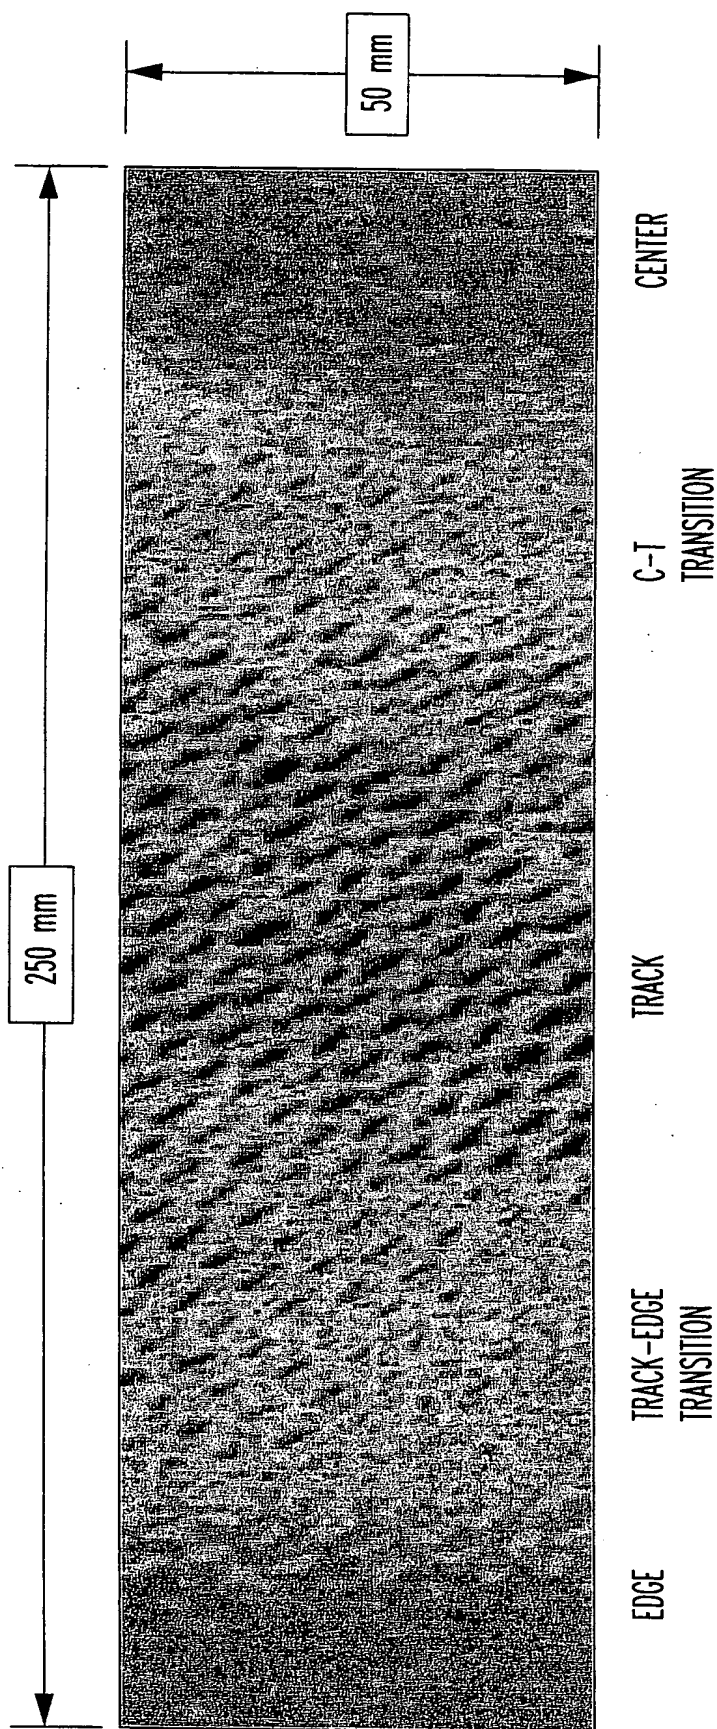 250 mm
50 mm
EDGE
TRACK-EDGE
TRANSITION
TRACK
C-T
TRANSITION
CENTER